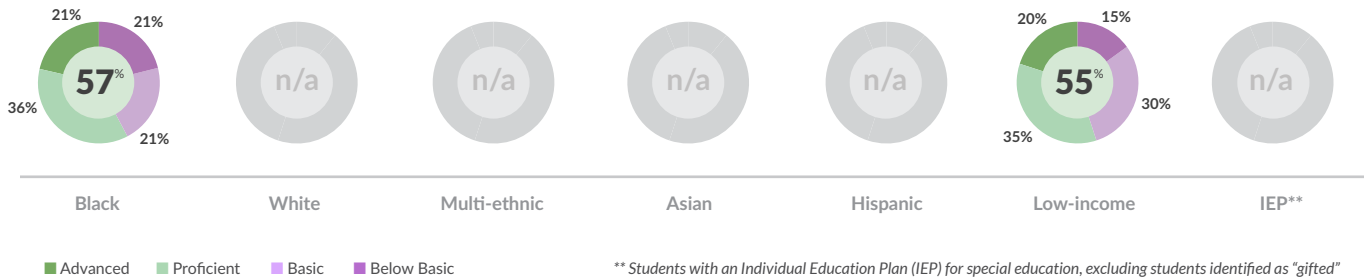 21% 21% 20% 15%
57% n/a n/a n/a n/a 55% n/a
36% 30%
21% 35%
Black White Multi-ethnic Asian Hispanic Low-income IEP**
Advanced Proficient Basic Below Basic ** Students with an Individual Education Plan (IEP) for special education, excluding students identified as “gifted”